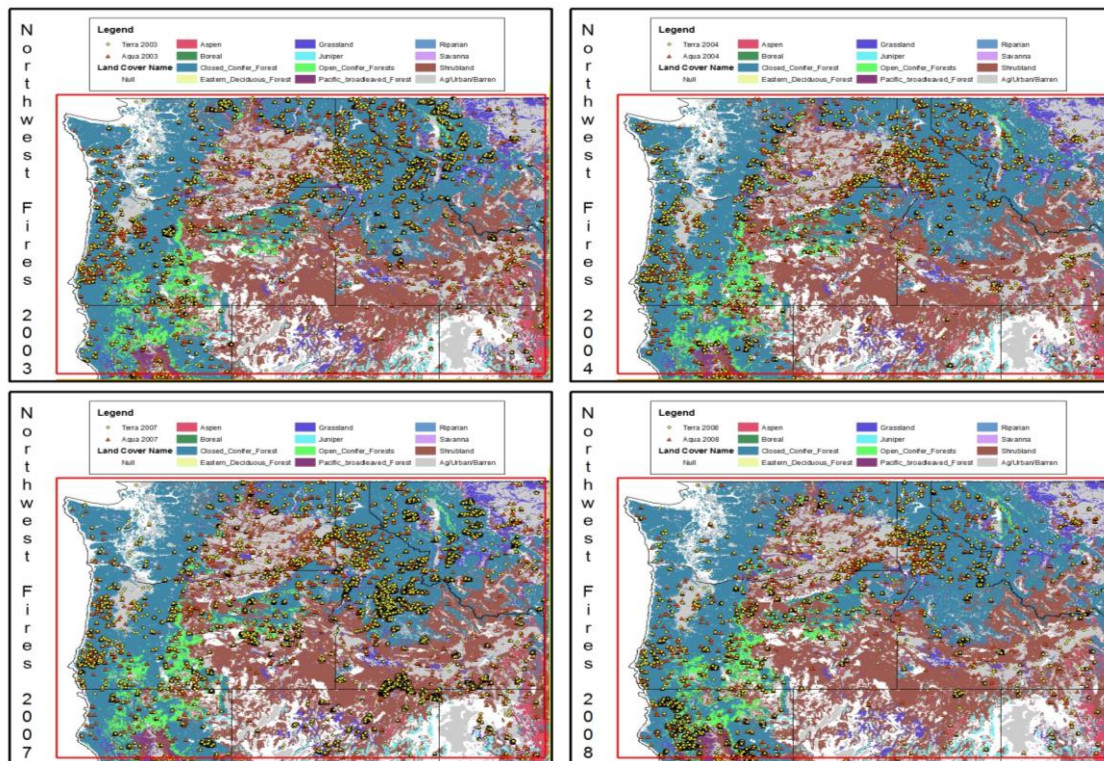 Northwest Fires 2003
Legend
Terra 2003 Aspen Grassland Riparian
Aqua 2003 Boreal Juniper Savanna
Land Cover Name Closed_Conifer_Forest Open_Conifer_Forests Shrubland
Null Eastern_Deciduous_Forest Pacific_broadleaved_Forest Ag/Urban/Barren
Northwest Fires 2004
Legend
Terra 2004 Aspen Grassland Riparian
Aqua 2004 Boreal Juniper Savanna
Land Cover Name Closed_Conifer_Forest Open_Conifer_Forests Shrubland
Null Eastern_Deciduous_Forest Pacific_broadleaved_Forest Ag/Urban/Barren
Northwest Fires 2007
Legend
Terra 2007 Aspen Grassland Riparian
Aqua 2007 Boreal Juniper Savanna
Land Cover Name Closed_Conifer_Forest Open_Conifer_Forests Shrubland
Null Eastern_Deciduous_Forest Pacific_broadleaved_Forest Ag/Urban/Barren
Northwest Fires 2008
Legend
Terra 2008 Aspen Grassland Riparian
Aqua 2008 Boreal Juniper Savanna
Land Cover Name Closed_Conifer_Forest Open_Conifer_Forests Shrubland
Null Eastern_Deciduous_Forest Pacific_broadleaved_Forest Ag/Urban/Barren